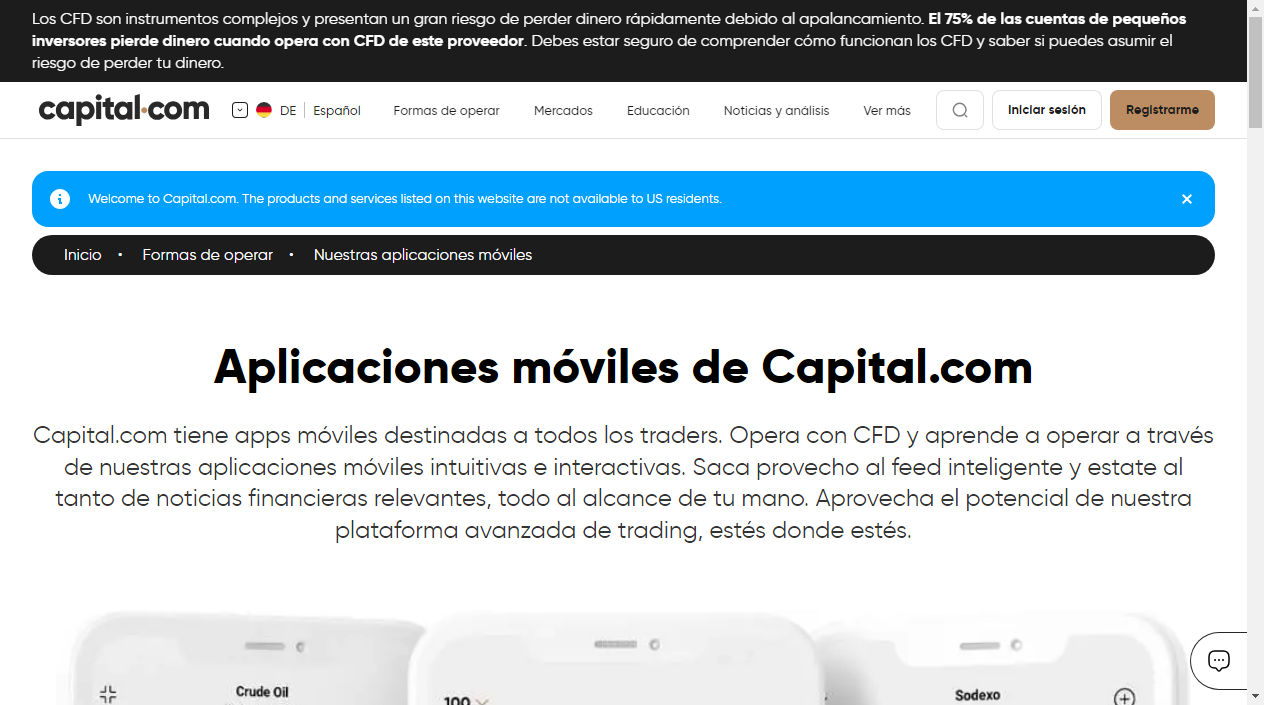 Los CFD son instrumentos complejos y presentan un gran riesgo de perder dinero rápidamente debido al apalancamiento. El 75% de las cuentas de pequeños
inversores pierde dinero cuando opera con CFD de este proveedor. Debes estar seguro de comprender cómo funcionan los CFD y saber si puedes asumir el
riesgo de perder tu dinero.
capital.com DE Español Formas de operar Mercados Educación Noticias y análisis Ver más Iniciar sesión Registrarme
Welcome to Capital.com. The products and services listed on this website are not available to US residents.
Inicio • Formas de operar • Nuestras aplicaciones móviles
Aplicaciones móviles de Capital.com
Capital.com tiene apps móviles destinadas a todos los traders. Opera con CFD y aprende a operar a través
de nuestras aplicaciones móviles intuitivas e interactivas. Saca provecho al feed inteligente y estate al
tanto de noticias financieras relevantes, todo al alcance de tu mano. Aprovecha el potencial de nuestra
plataforma avanzada de trading, estés donde estés.
Crude Oil
100
Sodexo